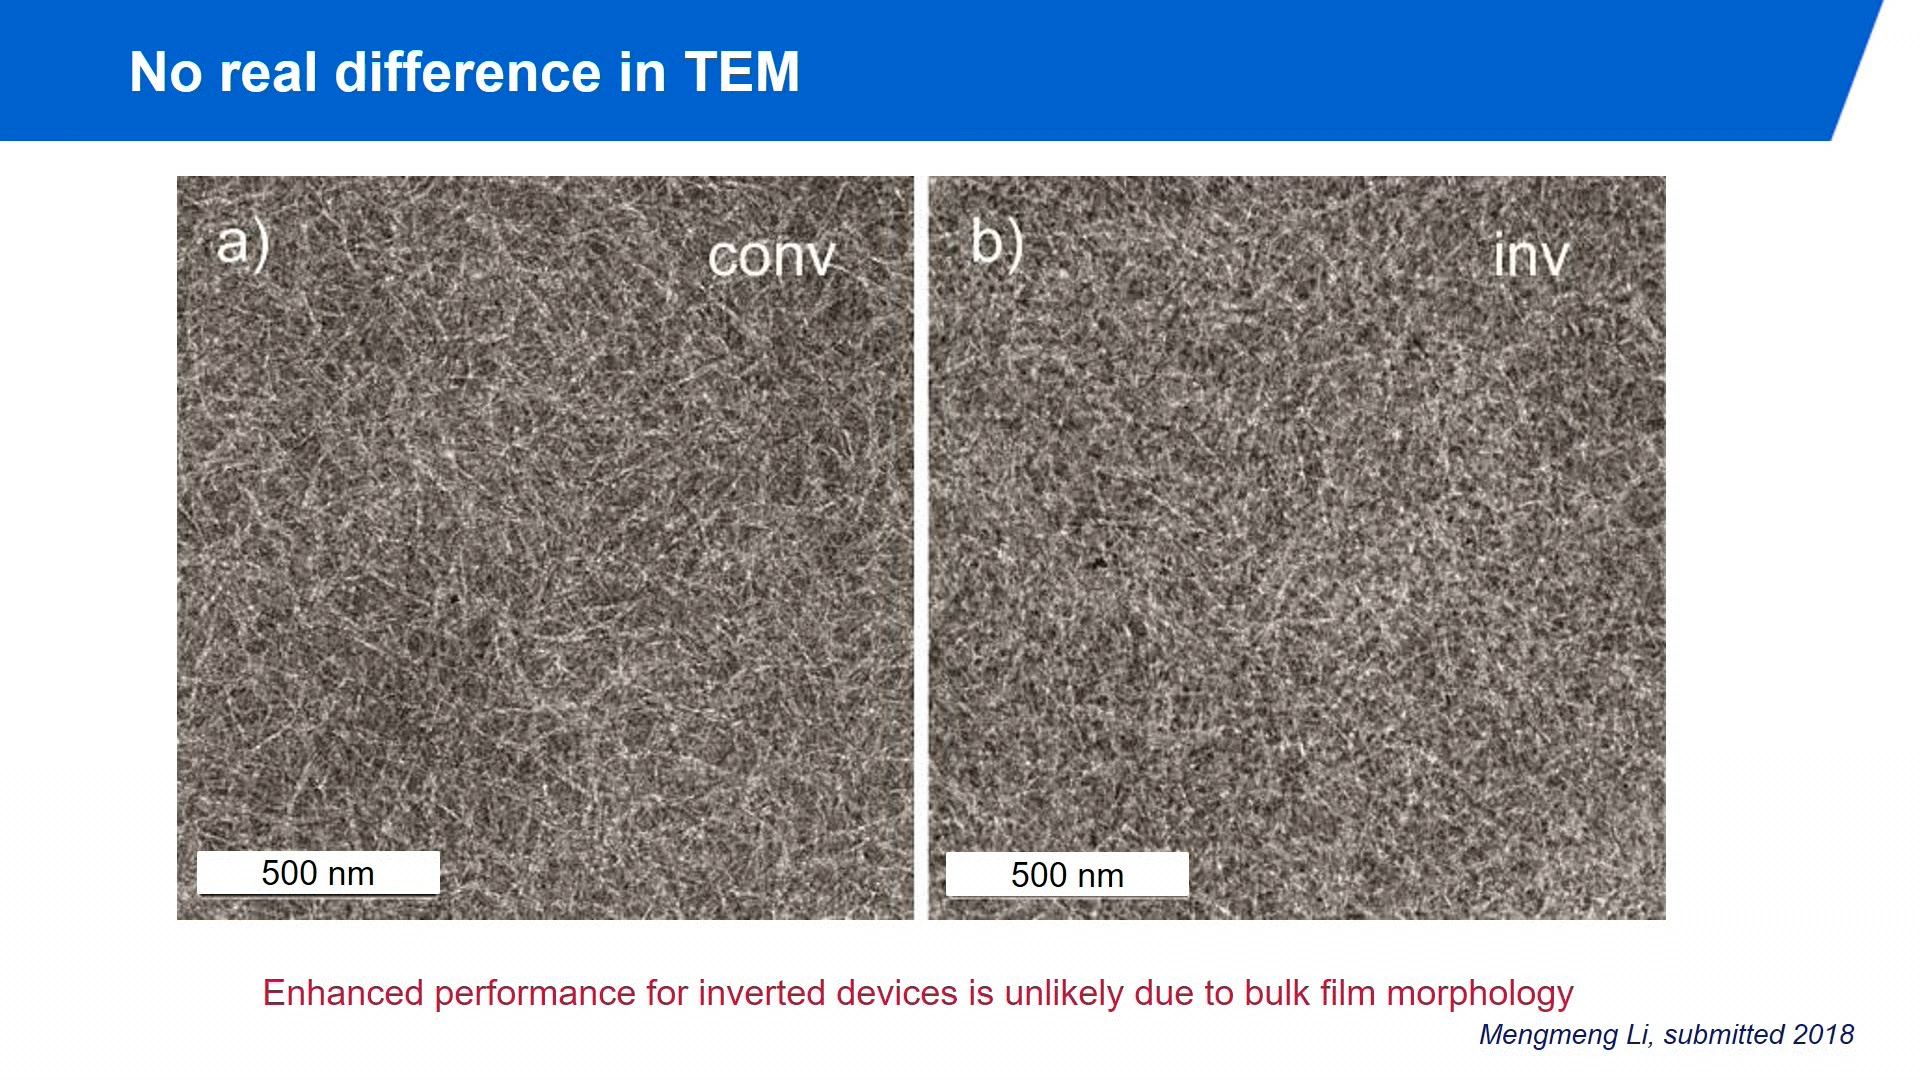 No real difference in TEM
a)
conv
b)
inv
500 nm
500 nm
Enhanced performance for inverted devices is unlikely due to bulk film morphology
Mengmeng Li, submitted 2018